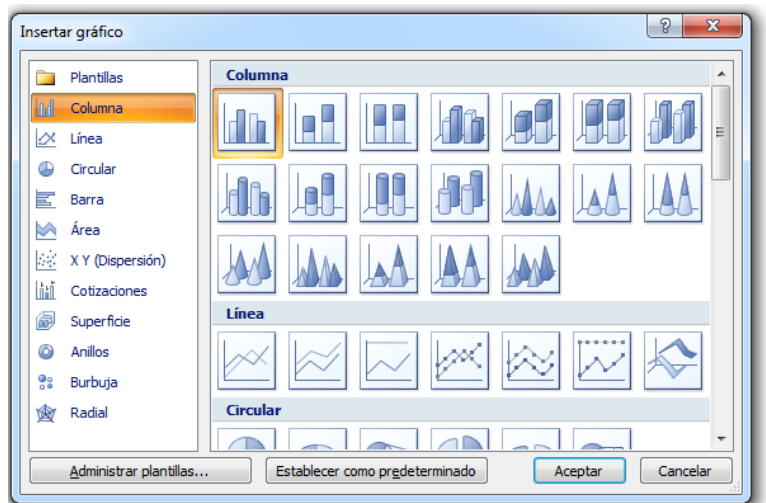 Insertar gráfico
Plantillas
Columna
Línea
Circular
Barra
Área
X Y (Dispersión)
Cotizaciones
Superficie
Anillos
Burbuja
Radial
Columna
Línea
Circular
Administrar plantillas...
Establecer como predeterminado
Aceptar
Cancelar